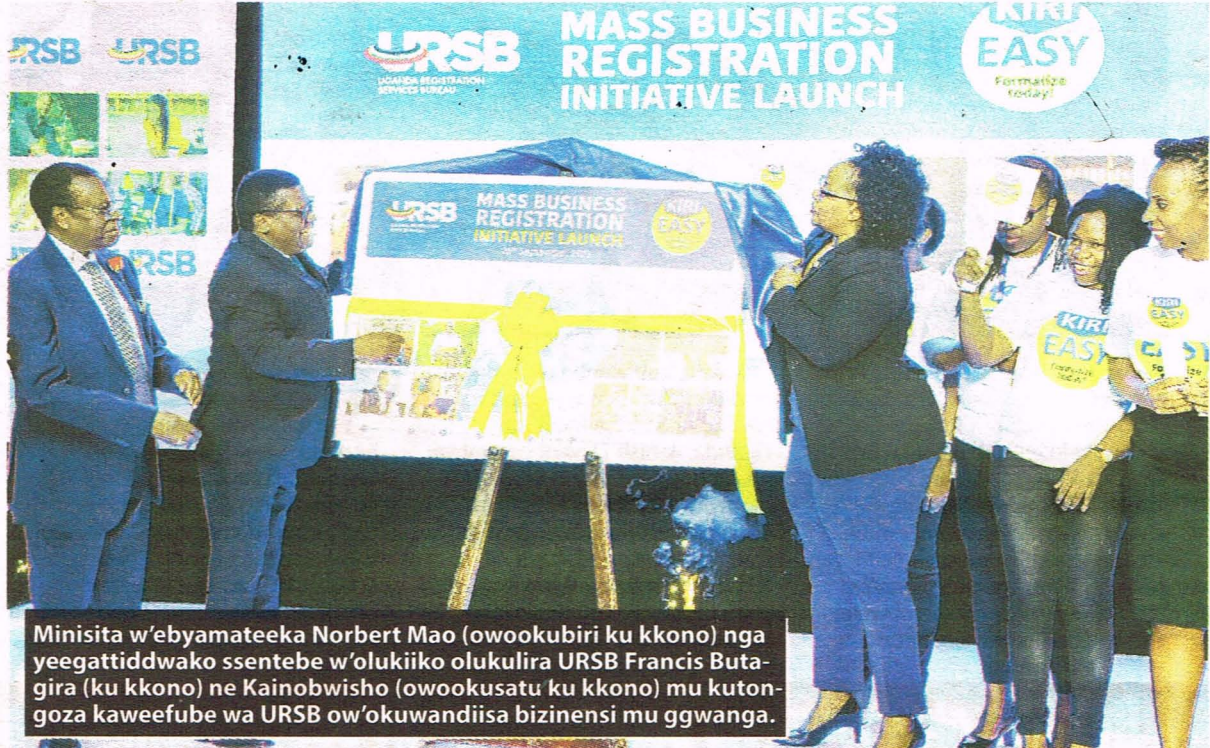 URSB URSB
URSB
UGANDA REGISTRATION
SERVICES BUREAU
MASS BUSINESS
REGISTRATION
INITIATIVE LAUNCH
KIRI
EASY
Formalize
today!
URSB
MASS BUSINESS
REGISTRATION
INITIATIVE LAUNCH
KIRI
EASY
RSB
KIRI
EASY
Formalize
today!
KIRI
EASY
Minisita w'ebyamateeka Norbert Mao (owookubiri ku kkono) nga
yeegattiddwako ssentebe w'olukiiko olukulira URSB Francis Buta-
gira (ku kkono) ne Kainobwisho (owookusatu ku kkono) mu kuton-
goza kaweefube wa URSB ow'okuwandiisa bizinensi mu ggwanga.